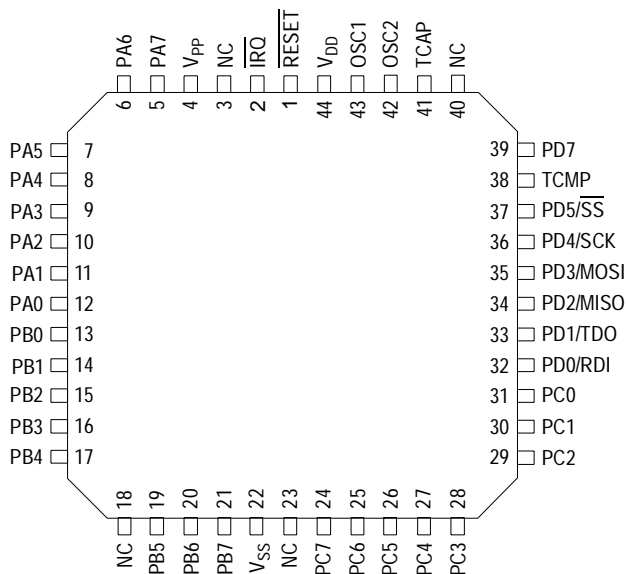 PA6 PA7 VPP NC IRQ RESET VDD OSC1 OSC2 TCAP NC
6 5 4 3 2 1 44 43 42 41 40
PA5 7
PA4 8
PA3 9
PA2 10
PA1 11
PA0 12
PB0 13
PB1 14
PB2 15
PB3 16
PB4 17
39 PD7
38 TCMP
37 PD5/SS
36 PD4/SCK
35 PD3/MOSI
34 PD2/MISO
33 PD1/TDO
32 PD0/RDI
31 PC0
30 PC1
29 PC2
18 19 20 21 22 23 24 25 26 27 28
NC PB5 PB6 PB7 VSS NC PC7 PC6 PC5 PC4 PC3